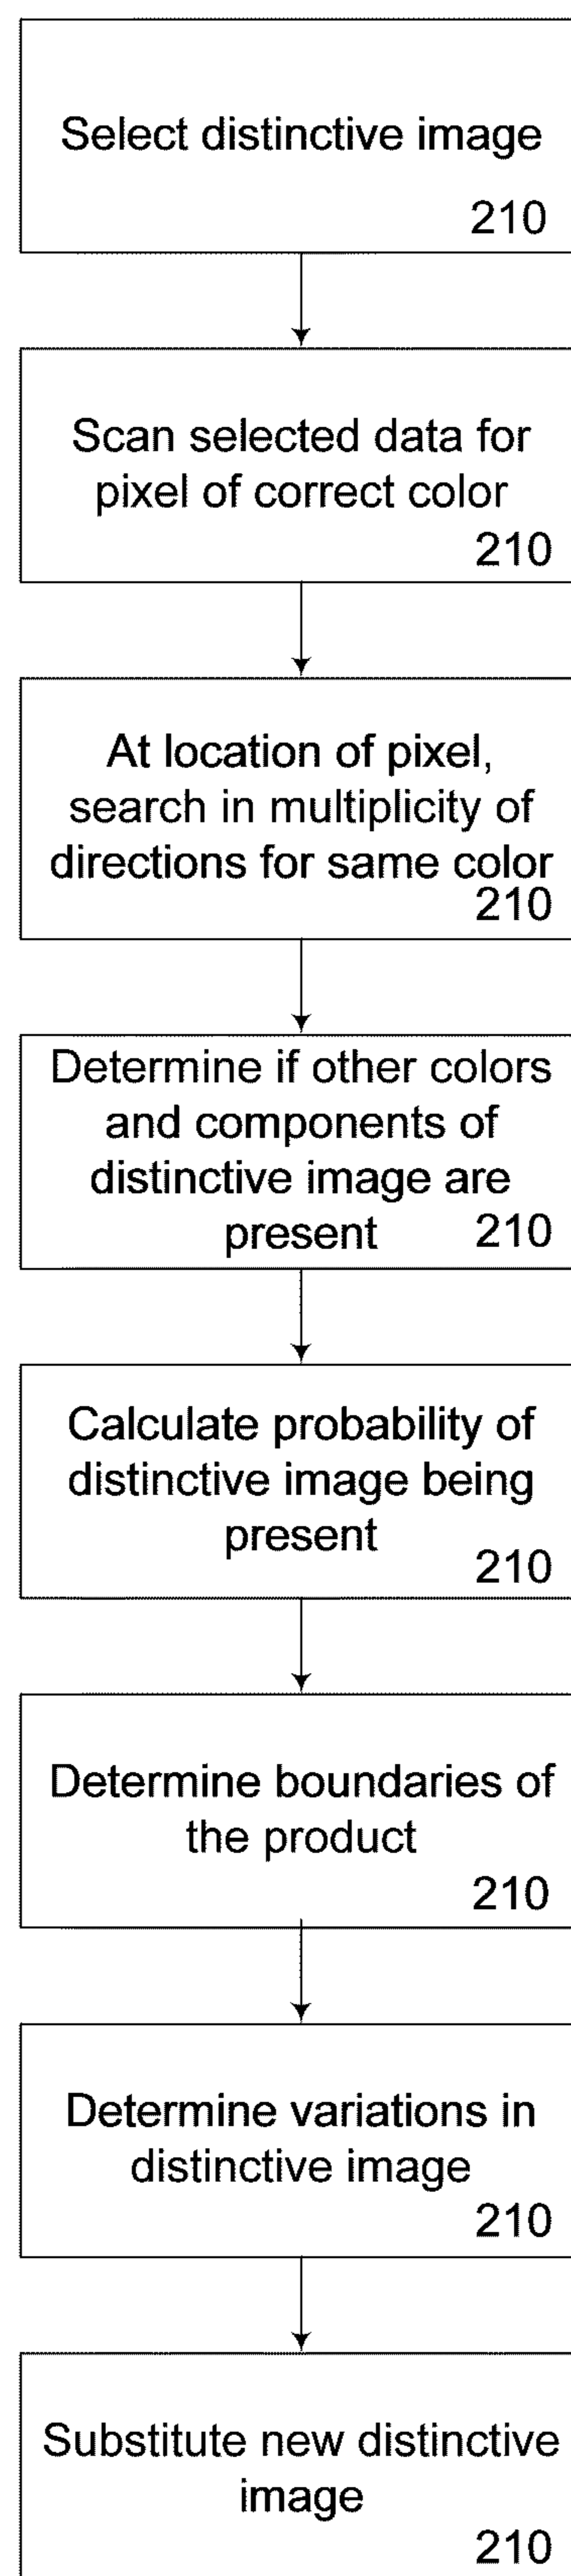 Select distinctive image
210
Scan selected data for
pixel of correct color
210
At location of pixel,
search in multiplicity of
directions for same color
210
Determine if other colors
and components of
distinctive image are
present 210
Calculate probability of
distinctive image being
present
210
Determine boundaries of
the product
210
Determine variations in
distinctive image
210
Substitute new distinctive
image
210